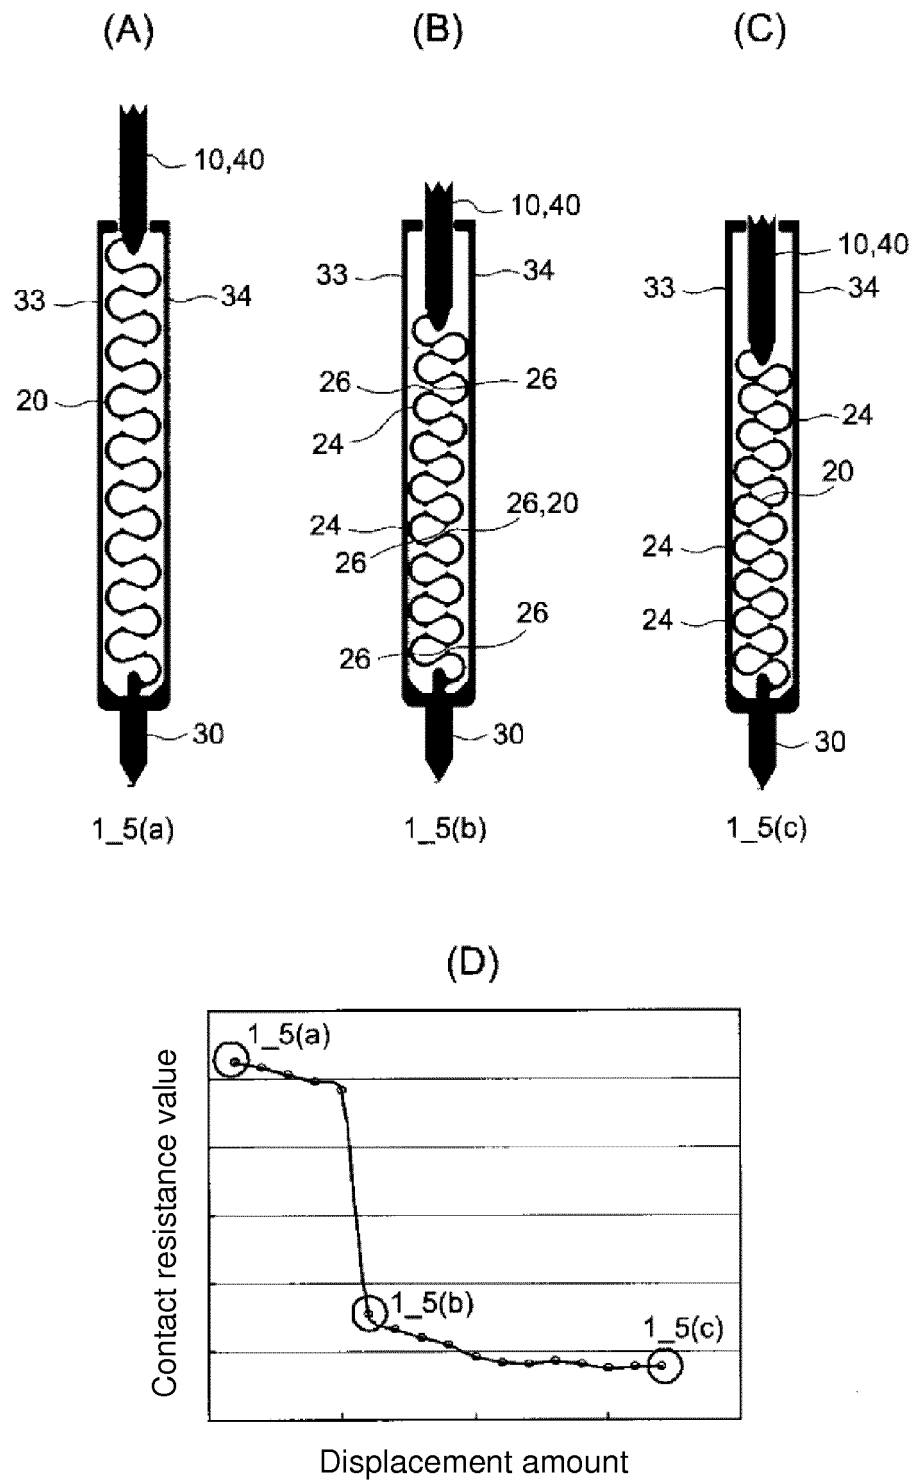 (A)
(B)
(C)
10,40
33
34
20
30
1_5(a)
10,40
33
34
26
26
24
24
26,20
26
26
26
30
1_5(b)
10,40
33
34
24
20
24
24
30
1_5(c)
(D)
Contact resistance value
1_5(a)
1_5(b)
1_5(c)
Displacement amount